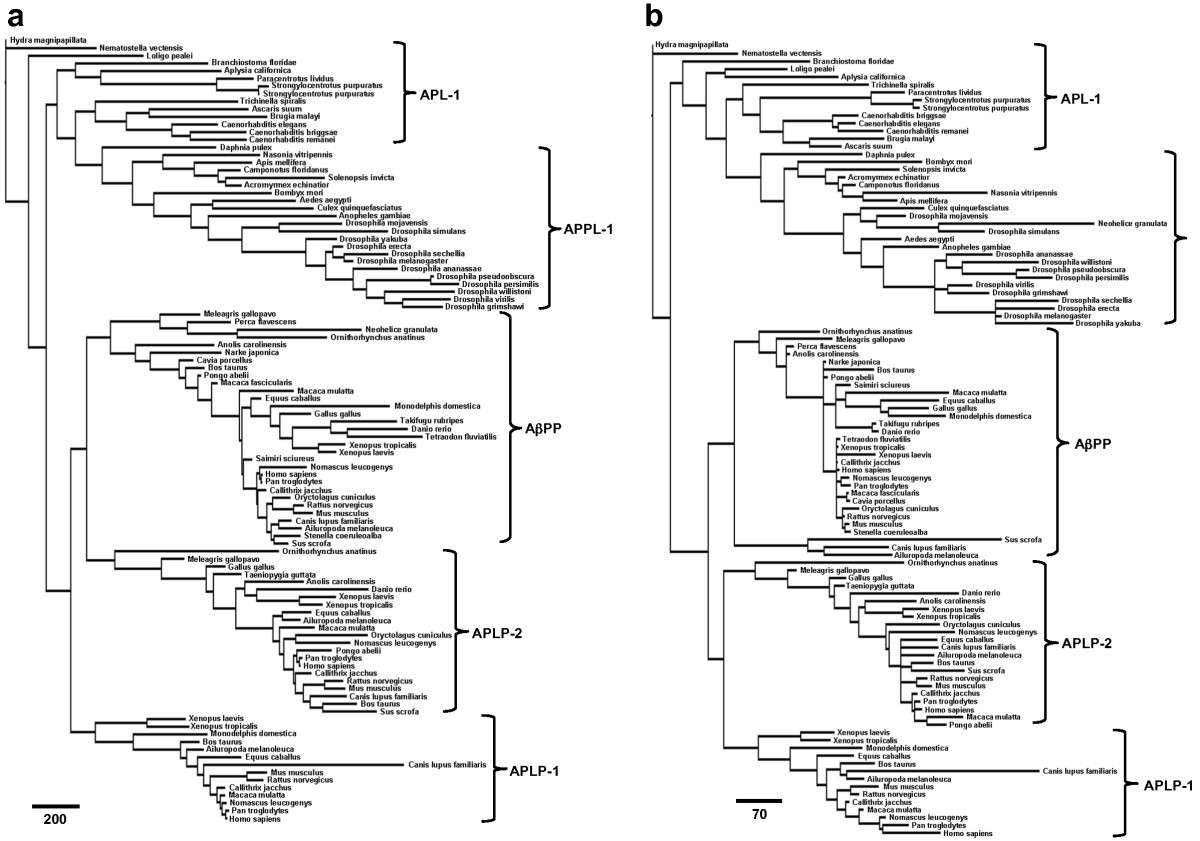 a
Hydra magnipapillata
Nematostella vectensis
Loligo pealei
Branchiostoma floridae
Aplysia californica
Paracentrotus lividus
Strongylocentrotus purpuratus
Strongylocentrotus purpuratus
Trichinella spiralis
Ascaris suum
Brugia malayi
Caenorhabditis elegans
Caenorhabditis briggsae
Caenorhabditis remanei
APL-1
Daphnia pulex
Nasonia vitripennis
Apis mellifera
Camponotus floridanus
Solenopsis invicta
Acromyrmex echinatior
Bombyx mori
Aedes aegypti
Culex quinquefasciatus
Anopheles gambiae
Drosophila mojavensis
Drosophila simulans
Drosophila yakuba
Drosophila erecta
Drosophila sechellia
Drosophila melanogaster
Drosophila ananassae
Drosophila pseudoobscura
Drosophila persimilis
Drosophila willistoni
Drosophila virilis
Drosophila grimshawi
APPL-1
Meleagris gallopavo
Perca flavescens
Neohelice granulata
Ornithorhynchus anatinus
Anolis carolinensis
Narke japonica
Cavia porcellus
Bos taurus
Pongo abelii
Macaca fascicularis
Macaca mulatta
Equus caballus
Monodelphis domestica
Gallus gallus
Takifugu rubripes
Danio rerio
Tetraodon fluviatilis
Xenopus tropicalis
Xenopus laevis
Saimiri sciureus
Nomascus leucogenys
Homo sapiens
Pan troglodytes
Callithrix jacchus
Oryctolagus cuniculus
Rattus norvegicus
Mus musculus
Canis lupus familiaris
Ailuropoda melanoleuca
Stenella coeruleoalba
Sus scrofa
AβPP
Ornithorhynchus anatinus
Meleagris gallopavo
Gallus gallus
Taeniopygia guttata
Anolis carolinensis
Danio rerio
Xenopus laevis
Xenopus tropicalis
Equus caballus
Ailuropoda melanoleuca
Macaca mulatta
Oryctolagus cuniculus
Nomascus leucogenys
Pongo abelii
Pan troglodytes
Homo sapiens
Callithrix jacchus
Rattus norvegicus
Mus musculus
Canis lupus familiaris
Bos taurus
Sus scrofa
APLP-2
Xenopus laevis
Xenopus tropicalis
Monodelphis domestica
Bos taurus
Ailuropoda melanoleuca
Equus caballus
Canis lupus familiaris
Mus musculus
Rattus norvegicus
Callithrix jacchus
Macaca mulatta
Nomascus leucogenys
Pan troglodytes
Homo sapiens
APLP-1
200
b
Hydra magnipapillata
Nematostella vectensis
Branchiostoma floridae
Loligo pealei
Aplysia californica
Trichinella spiralis
Paracentrotus lividus
Strongylocentrotus purpuratus
Strongylocentrotus purpuratus
Caenorhabditis briggsae
Caenorhabditis elegans
Caenorhabditis remanei
Brugia malayi
Ascaris suum
APL-1
Daphnia pulex
Bombyx mori
Solenopsis invicta
Acromyrmex echinatior
Camponotus floridanus
Nasonia vitripennis
Apis mellifera
Culex quinquefasciatus
Drosophila mojavensis
Neohelice granulata
Drosophila simulans
Aedes aegypti
Anopheles gambiae
Drosophila ananassae
Drosophila willistoni
Drosophila pseudoobscura
Drosophila persimilis
Drosophila virilis
Drosophila grimshawi
Drosophila sechellia
Drosophila erecta
Drosophila melanogaster
Drosophila yakuba
Ornithorhynchus anatinus
Meleagris gallopavo
Perca flavescens
Anolis carolinensis
Narke japonica
Bos taurus
Pongo abelii
Saimiri sciureus
Macaca mulatta
Equus caballus
Gallus gallus
Monodelphis domestica
Takifugu rubripes
Danio rerio
Tetraodon fluviatilis
Xenopus tropicalis
Xenopus laevis
Callithrix jacchus
Homo sapiens
Nomascus leucogenys
Pan troglodytes
Macaca fascicularis
Cavia porcellus
Oryctolagus cuniculus
Rattus norvegicus
Mus musculus
Stenella coeruleoalba
Sus scrofa
Canis lupus familiaris
Ailuropoda melanoleuca
AβPP
Ornithorhynchus anatinus
Meleagris gallopavo
Gallus gallus
Taeniopygia guttata
Danio rerio
Anolis carolinensis
Xenopus laevis
Xenopus tropicalis
Oryctolagus cuniculus
Nomascus leucogenys
Equus caballus
Canis lupus familiaris
Ailuropoda melanoleuca
Bos taurus
Sus scrofa
Rattus norvegicus
Mus musculus
Callithrix jacchus
Pan troglodytes
Homo sapiens
Macaca mulatta
Pongo abelii
APLP-2
Xenopus laevis
Xenopus tropicalis
Monodelphis domestica
Equus caballus
Bos taurus
Canis lupus familiaris
Ailuropoda melanoleuca
Mus musculus
Rattus norvegicus
Callithrix jacchus
Macaca mulatta
Nomascus leucogenys
Pan troglodytes
Homo sapiens
APLP-1
70